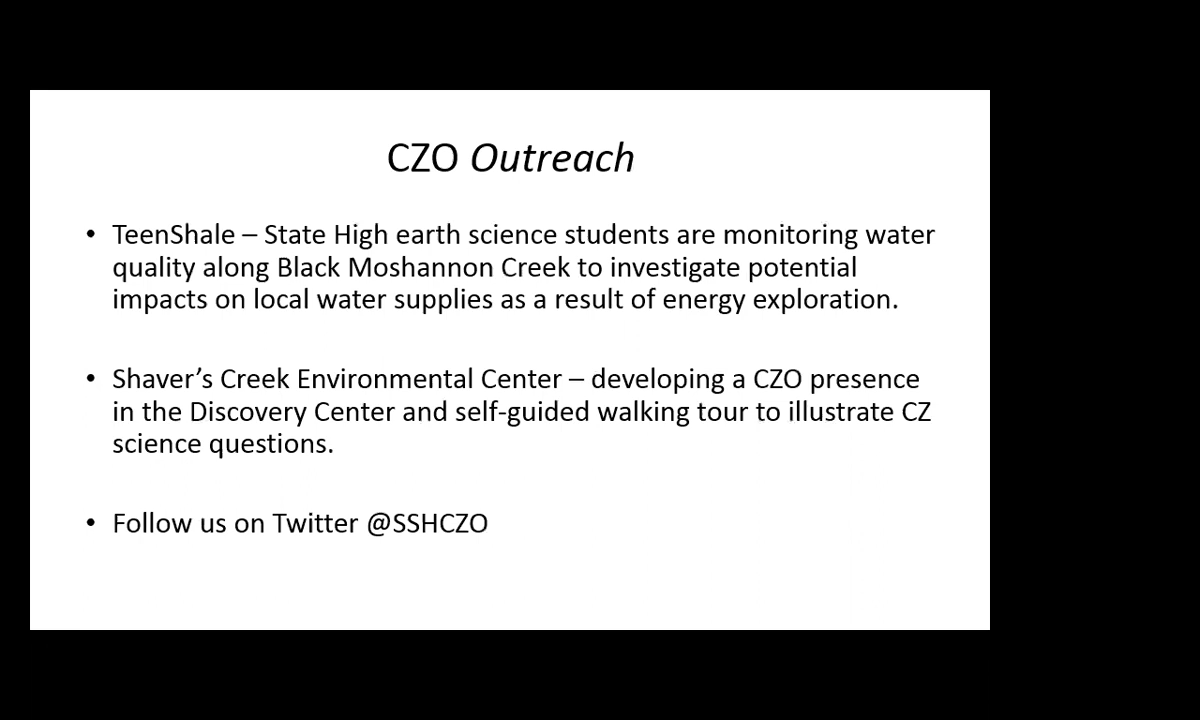 CZO Outreach
• TeenShale – State High earth science students are monitoring water
quality along Black Moshannon Creek to investigate potential
impacts on local water supplies as a result of energy exploration.
• Shaver’s Creek Environmental Center – developing a CZO presence
in the Discovery Center and self-guided walking tour to illustrate CZ
science questions.
• Follow us on Twitter @SSHCZO